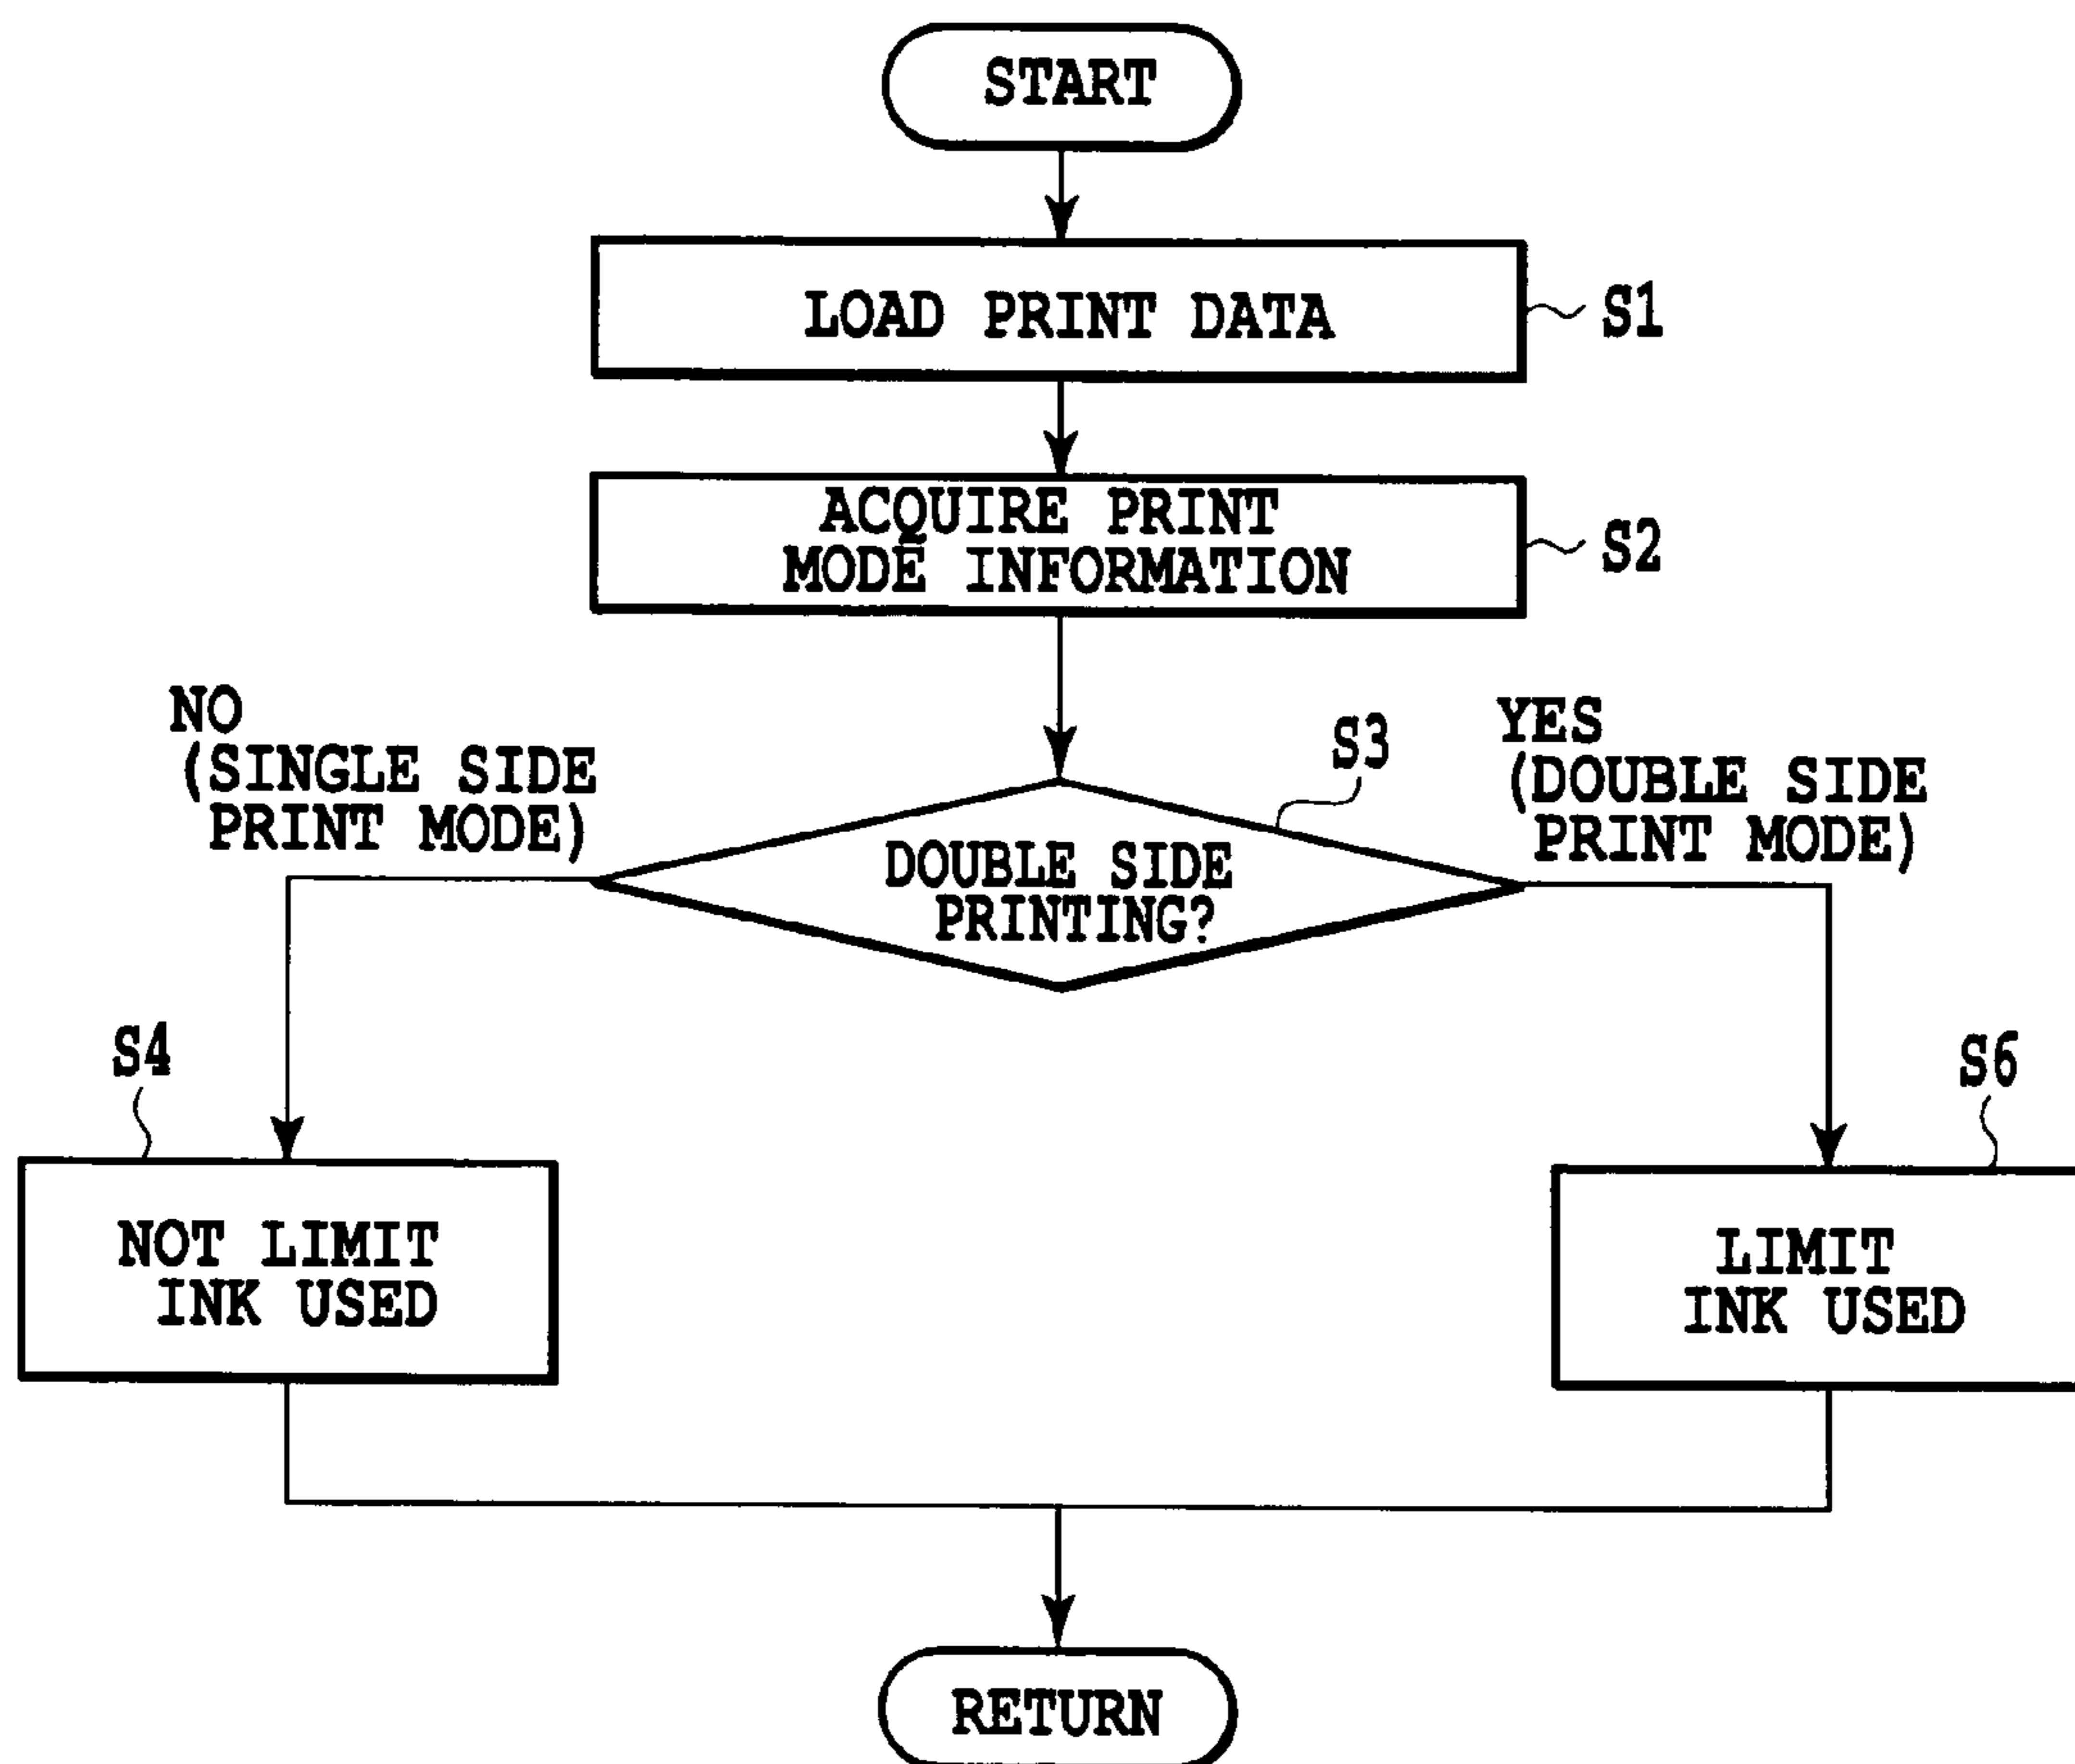 START
LOAD PRINT DATA
S1
ACQUIRE PRINT
MODE INFORMATION
S2
NO
(SINGLE SIDE
PRINT MODE)
S3
YES
(DOUBLE SIDE
PRINT MODE)
DOUBLE SIDE
PRINTING?
S4
S6
NOT LIMIT
INK USED
LIMIT
INK USED
RETURN